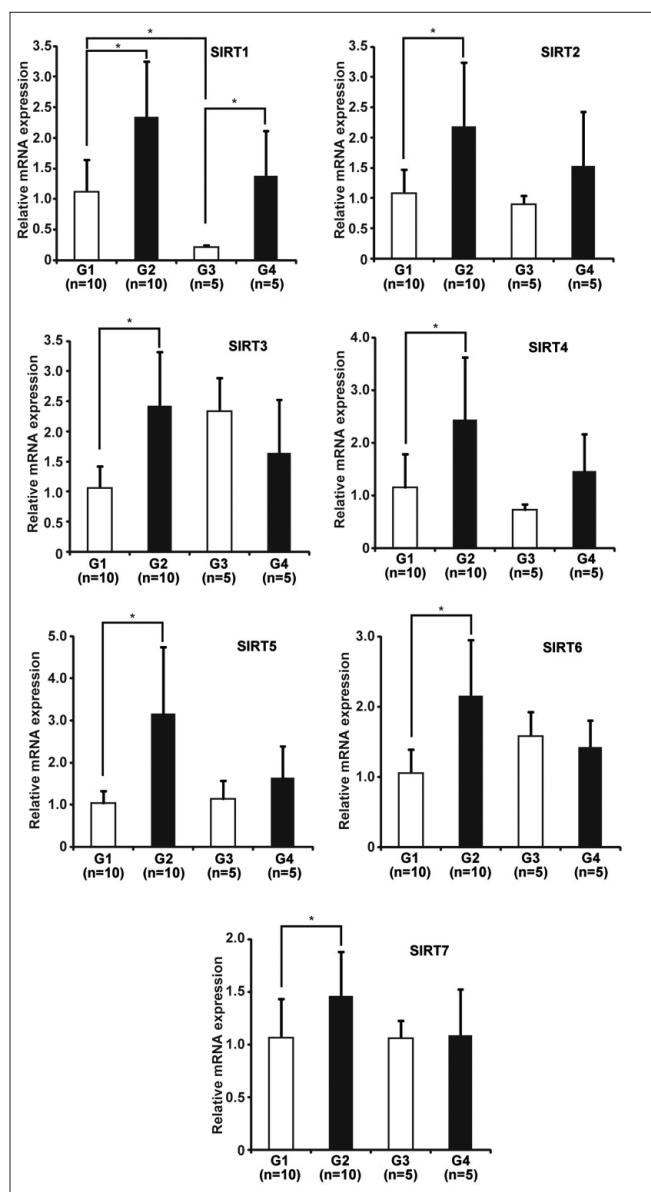 SIRT1
*
*
*
Relative mRNA expression
3.5
3.0
2.5
2.0
1.5
1.0
0.5
0
G1 G2 G3 G4
(n=10) (n=10) (n=5) (n=5)
SIRT2
*
Relative mRNA expression
3.5
3.0
2.5
2.0
1.5
1.0
0.5
0
G1 G2 G3 G4
(n=10) (n=10) (n=5) (n=5)
SIRT3
*
Relative mRNA expression
3.5
3.0
2.5
2.0
1.5
1.0
0.5
0
G1 G2 G3 G4
(n=10) (n=10) (n=5) (n=5)
SIRT4
*
Relative mRNA expression
4.0
3.0
2.0
1.0
0
G1 G2 G3 G4
(n=10) (n=10) (n=5) (n=5)
SIRT5
*
Relative mRNA expression
5.0
4.0
3.0
2.0
1.0
0
G1 G2 G3 G4
(n=10) (n=10) (n=5) (n=5)
SIRT6
*
Relative mRNA expression
3.0
2.0
1.0
0
G1 G2 G3 G4
(n=10) (n=10) (n=5) (n=5)
SIRT7
*
Relative mRNA expression
2.0
1.5
1.0
0.5
0
G1 G2 G3 G4
(n=10) (n=10) (n=5) (n=5)